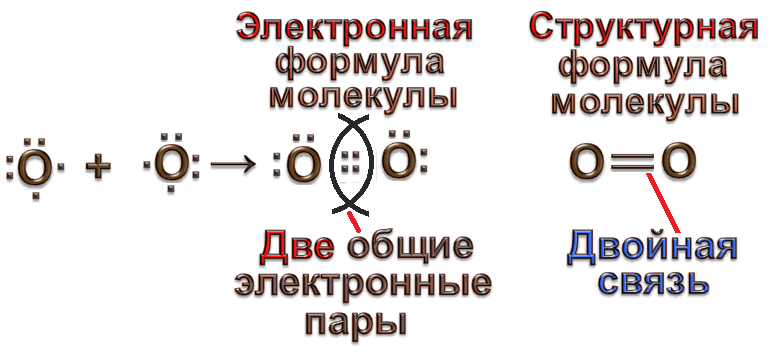 Электронная
формула
молекулы
Структурная
формула
молекулы
O + O → O O
O=O
Две общие
электронные
пары
Двойная
связь